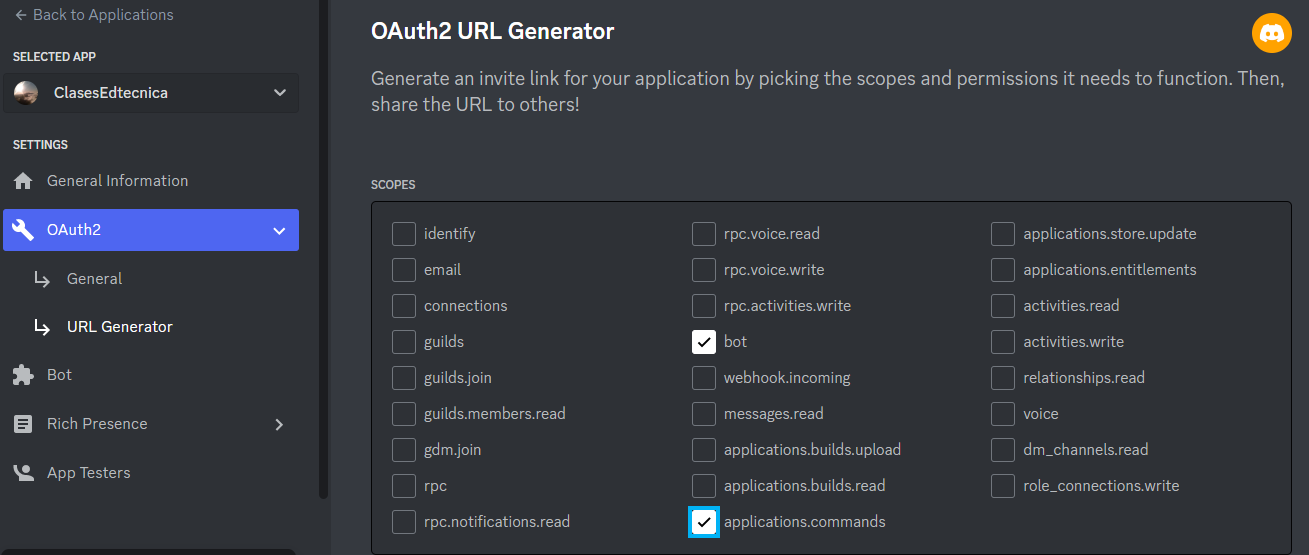 Back to Applications
SELECTED APP
ClasesEdtecnica
SETTINGS
General Information
OAuth2
General
URL Generator
Bot
Rich Presence
App Testers
OAuth2 URL Generator
Generate an invite link for your application by picking the scopes and permissions it needs to function. Then,
share the URL to others!
SCOPES
identify
email
connections
guilds
guilds.join
guilds.members.read
gdm.join
rpc
rpc.notifications.read
rpc.voice.read
rpc.voice.write
rpc.activities.write
bot
webhook.incoming
messages.read
applications.builds.upload
applications.builds.read
applications.commands
applications.store.update
applications.entitlements
activities.read
activities.write
relationships.read
voice
dm_channels.read
role_connections.write